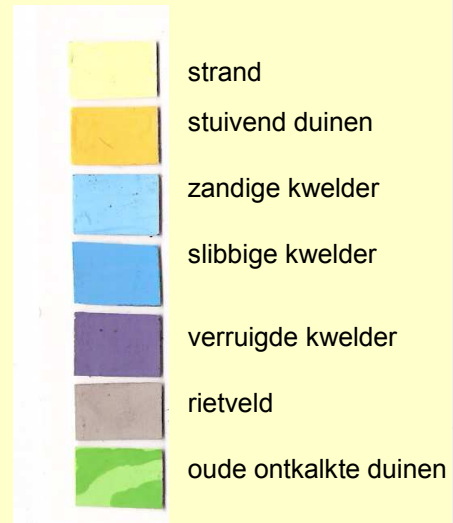 strand
stuivend duinen
zandige kwelder
slibbige kwelder
verruigde kwelder
rietveld
oude ontkalkte duinen